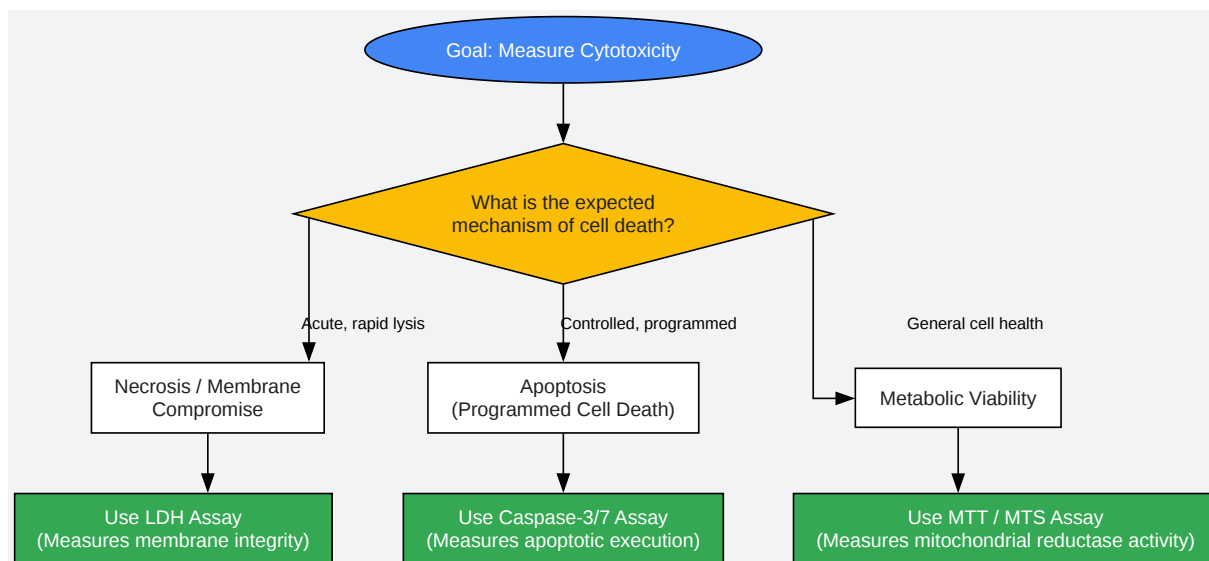 Goal: Measure Cytotoxicity
What is the expected
mechanism of cell death?
Acute, rapid lysis
Controlled, programmed
General cell health
Necrosis / Membrane
Compromise
Apoptosis
(Programmed Cell Death)
Metabolic Viability
Use LDH Assay
(Measures membrane integrity)
Use Caspase-3/7 Assay
(Measures apoptotic execution)
Use MTT / MTS Assay
(Measures mitochondrial reductase activity)